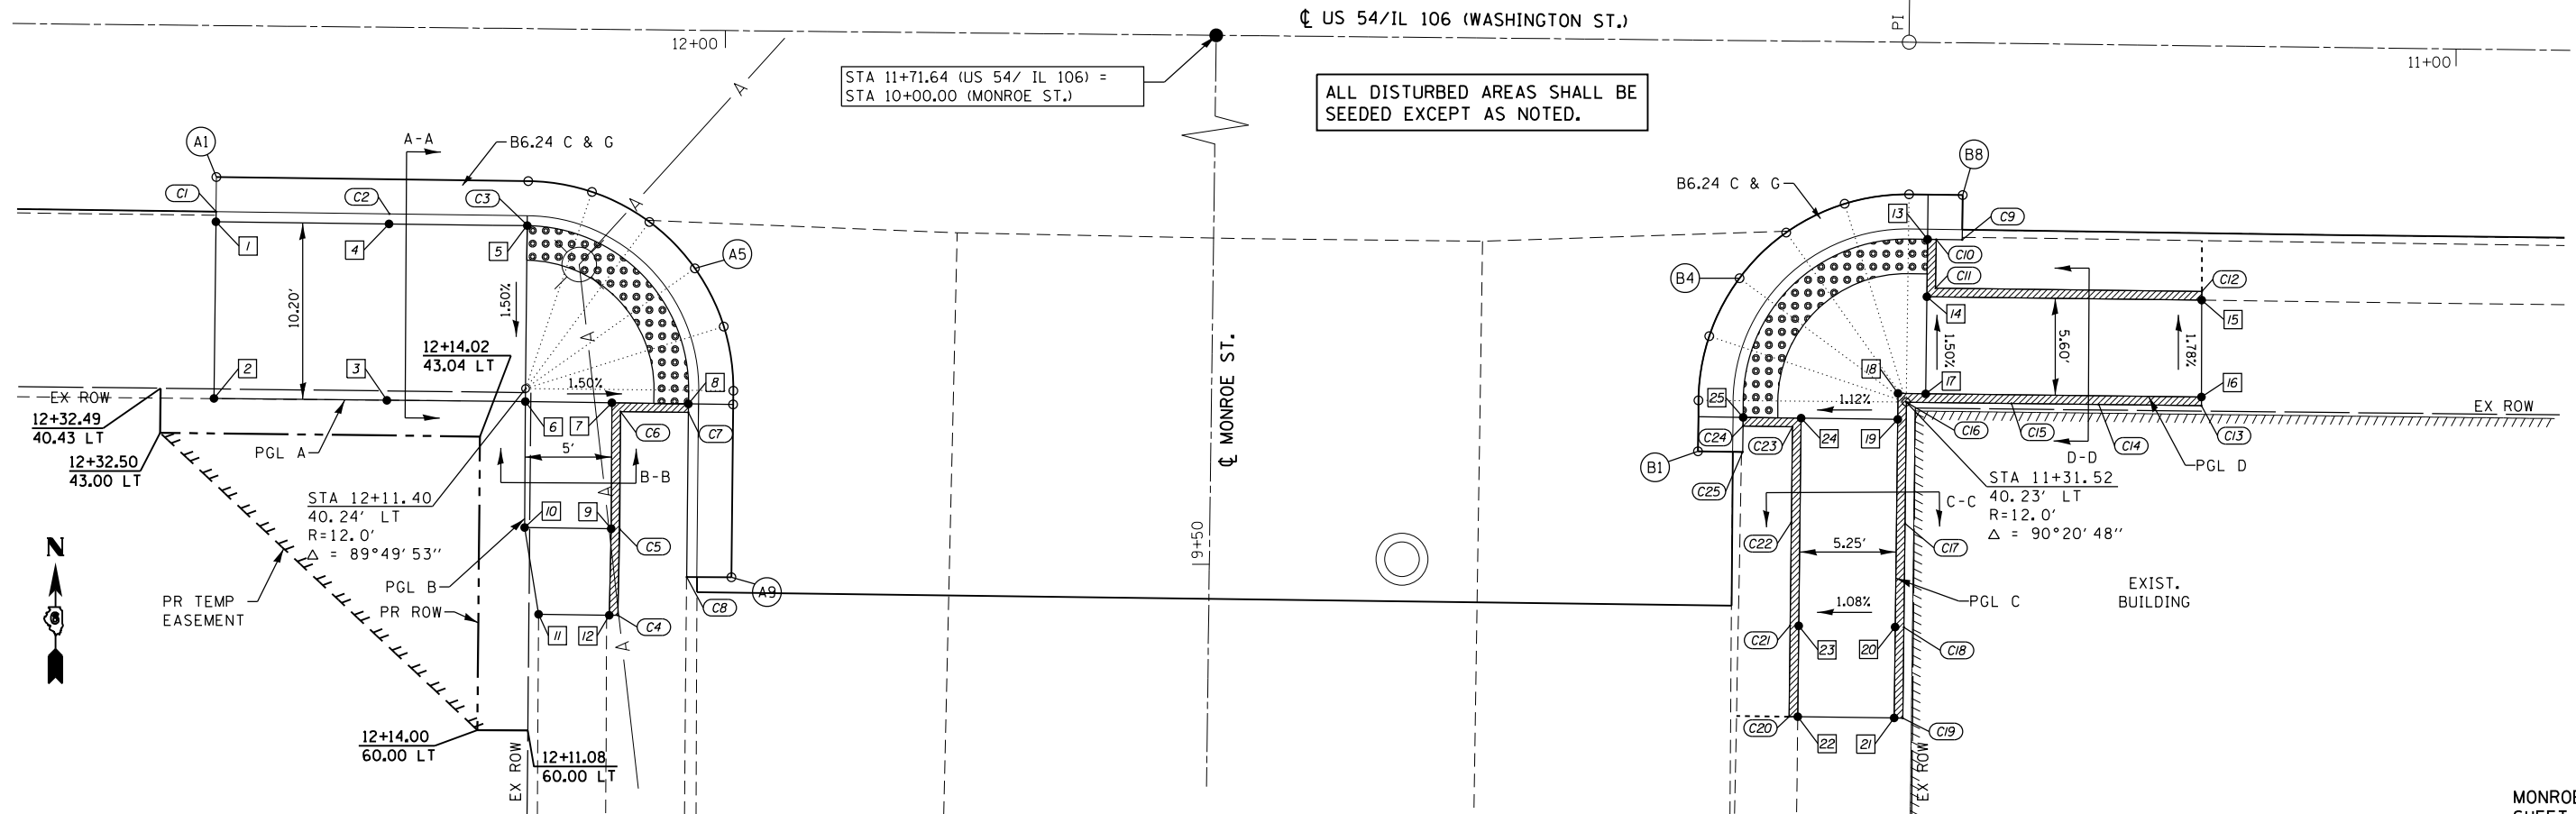 ℄ US 54/IL 106 (WASHINGTON ST.)
PI
12+00
11+00
STA 11+71.64 (US 54/ IL 106) =
STA 10+00.00 (MONROE ST.)
ALL DISTURBED AREAS SHALL BE
SEEDED EXCEPT AS NOTED.
A
A
A
A
A
A1
A-A
B6.24 C & G
C1
C2
C3
1
4
5
10.20'
1.50%
A5
2
3
12+14.02
43.04 LT
1.50%
8
EX ROW
12+32.49
40.43 LT
12+32.50
43.00 LT
PGL A
6
7
C6
C7
5'
B-B
STA 12+11.40
40.24' LT
R=12.0'
△ = 89°49'53"
10
9
C5
PGL B
PR ROW
PR TEMP
EASEMENT
N
11
12
C4
C8
A9
12+14.00
60.00 LT
12+11.08
60.00 LT
EX ROW
℄ MONROE ST.
9+50
B6.24 C & G
B8
13
C9
C10
C11
C12
B4
14
15
1.50%
5.60'
1.78%
18
17
16
25
1.12%
EX ROW
C24
C23
24
19
C16
C15
C14
C13
D-D
PGL D
B1
C25
STA 11+31.52
40.23' LT
R=12.0'
△ = 90°20'48"
C-C
C22
5.25'
C17
EXIST.
BUILDING
PGL C
1.08%
C21
23
20
C18
C20
22
21
C19
EX ROW
MONROE